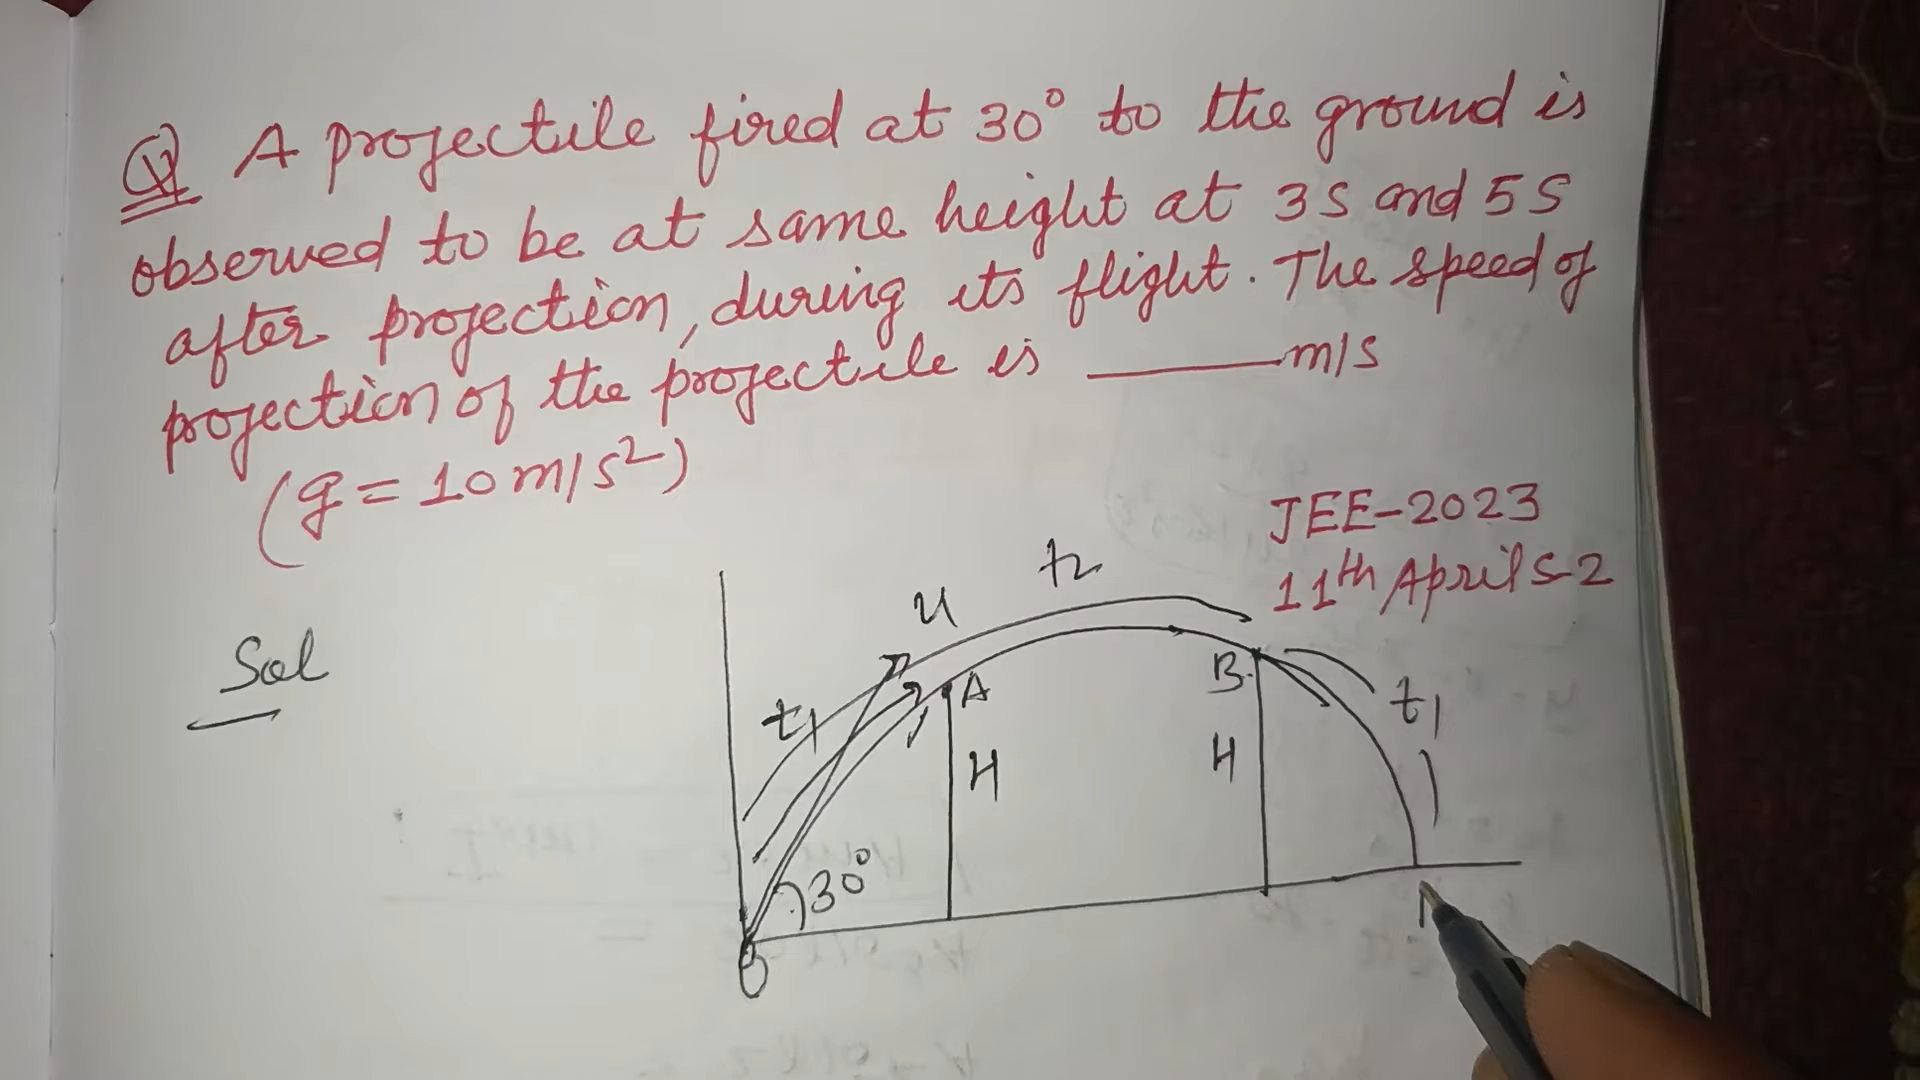 Q A projectile fired at 30° to the ground is
observed to be at same height at 3s and 5s
after projection, during its flight. The speed of
projection of the projectile is ______ m/s
(g = 10 m/s²)
JEE-2023
11th April S-2
Sol
t2
u
t1
A
B
t1
H
H
30°
O